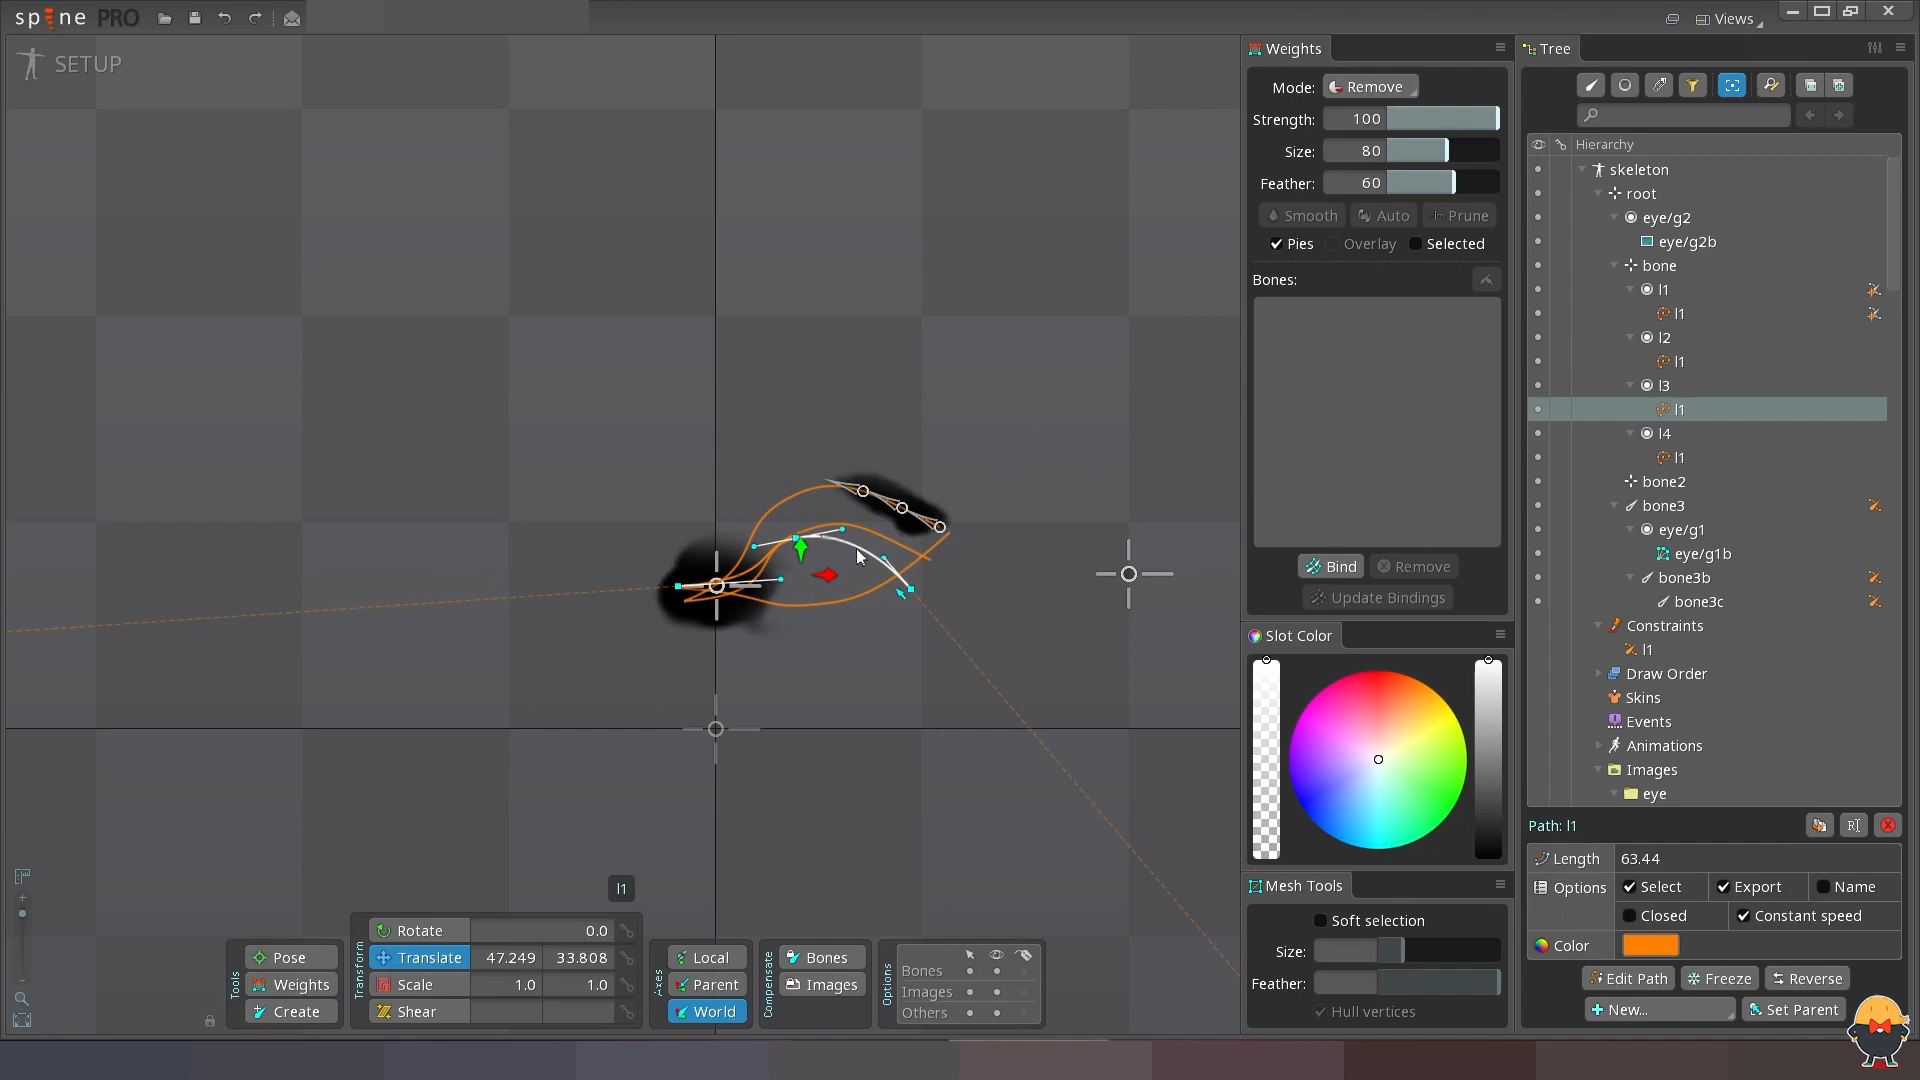 spine PRO
Views
SETUP
l1
Tools
Pose
Weights
Create
Transform
Rotate 0.0
Translate 47.249 33.808
Scale 1.0 1.0
Shear
Axes
Local
Parent
World
Compensate
Bones
Images
Options
Bones
Images
Others
Weights
Mode: Remove
Strength: 100
Size: 80
Feather: 60
Smooth Auto Prune
Pies Overlay Selected
Bones:
Bind Remove
Update Bindings
Slot Color
Mesh Tools
Soft selection
Size:
Feather:
Hull vertices
Tree
Hierarchy
skeleton
root
eye/g2
eye/g2b
bone
l1
l1
l2
l1
l3
l1
l4
l1
bone2
bone3
eye/g1
eye/g1b
bone3b
bone3c
Constraints
l1
Draw Order
Skins
Events
Animations
Images
eye
Path: l1
Length 63.44
Options Select Export Name
Closed Constant speed
Color
Edit Path Freeze Reverse
New... Set Parent